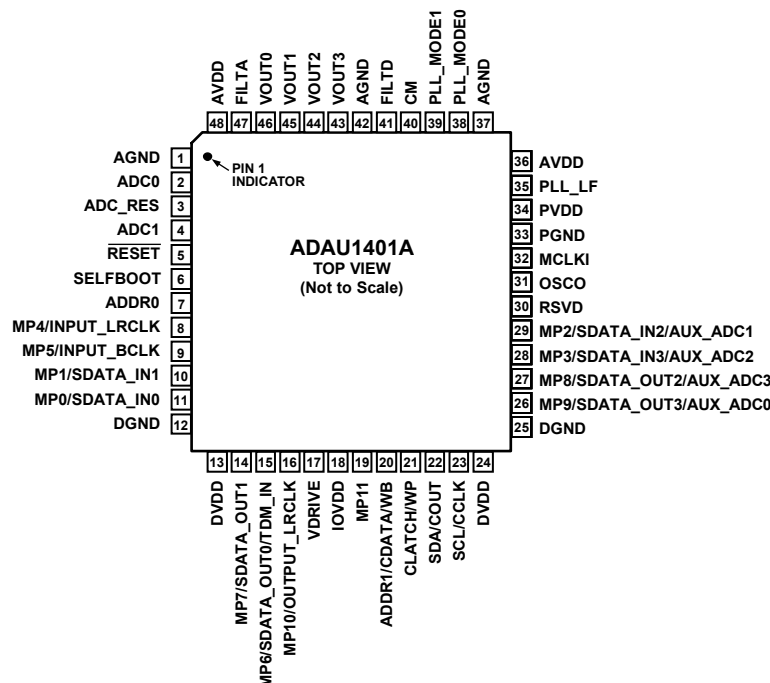 AVDD
FILTA
VOUT0
VOUT1
VOUT2
VOUT3
AGND
FILTD
CM
PLL_MODE1
PLL_MODE0
AGND
48 47 46 45 44 43 42 41 40 39 38 37
AGND 1
ADC0 2
ADC_RES 3
ADC1 4
RESET 5
SELFBOOT 6
ADDR0 7
MP4/INPUT_LRCLK 8
MP5/INPUT_BCLK 9
MP1/SDATA_IN1 10
MP0/SDATA_IN0 11
DGND 12
PIN 1
INDICATOR
ADAU1401A
TOP VIEW
(Not to Scale)
36 AVDD
35 PLL_LF
34 PVDD
33 PGND
32 MCLKI
31 OSCO
30 RSVD
29 MP2/SDATA_IN2/AUX_ADC1
28 MP3/SDATA_IN3/AUX_ADC2
27 MP8/SDATA_OUT2/AUX_ADC3
26 MP9/SDATA_OUT3/AUX_ADC0
25 DGND
13 14 15 16 17 18 19 20 21 22 23 24
DVDD
MP7/SDATA_OUT1
MP6/SDATA_OUT0/TDM_IN
MP10/OUTPUT_LRCLK
VDRIVE
IOVDD
MP11
ADDR1/CDATA/WB
CLATCH/WP
SDA/COUT
SCL/CCLK
DVDD